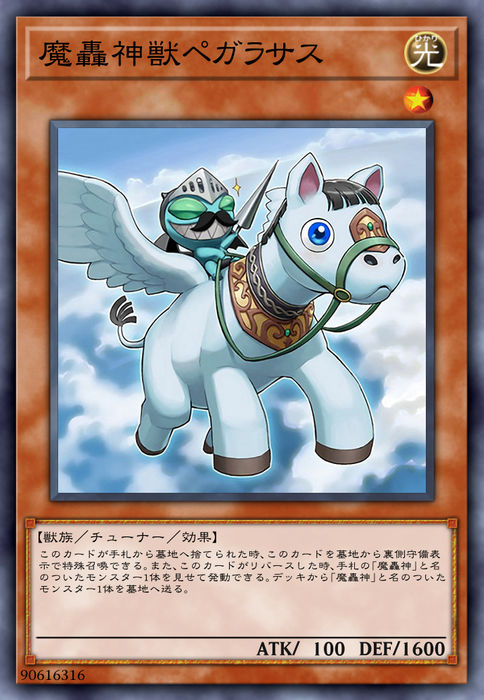 魔轟神獣ペガラサス
ひかり
光
【獣族／チューナー／効果】
このカードが手札から墓地へ捨てられた時、このカードを墓地から裏側守備表
示で特殊召喚できる。また、このカードがリバースした時、手札の「魔轟神」と名
のついたモンスター1体を見せて発動できる。デッキから「魔轟神」と名のついた
モンスター1体を墓地へ送る。
ATK/ 100 DEF/1600
90616316